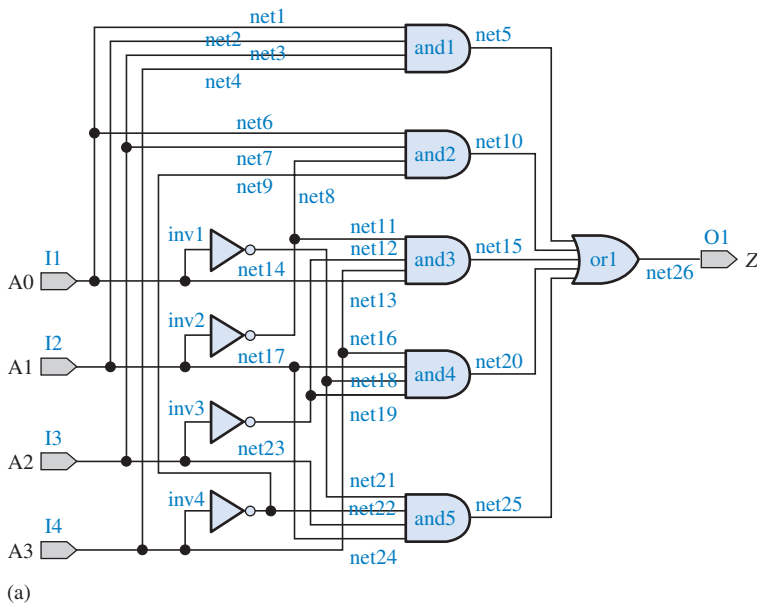 net1
net2
net3
net4
and1
net5
net6
net7
net9
and2
net10
net8
inv1
net11
net12
and3
net15
net14
net13
I1
A0
or1
O1
Z
net26
inv2
net16
I2
A1
net17
and4
net20
net18
net19
inv3
I3
A2
net23
inv4
net21
net22
and5
net25
I4
A3
net24
(a)